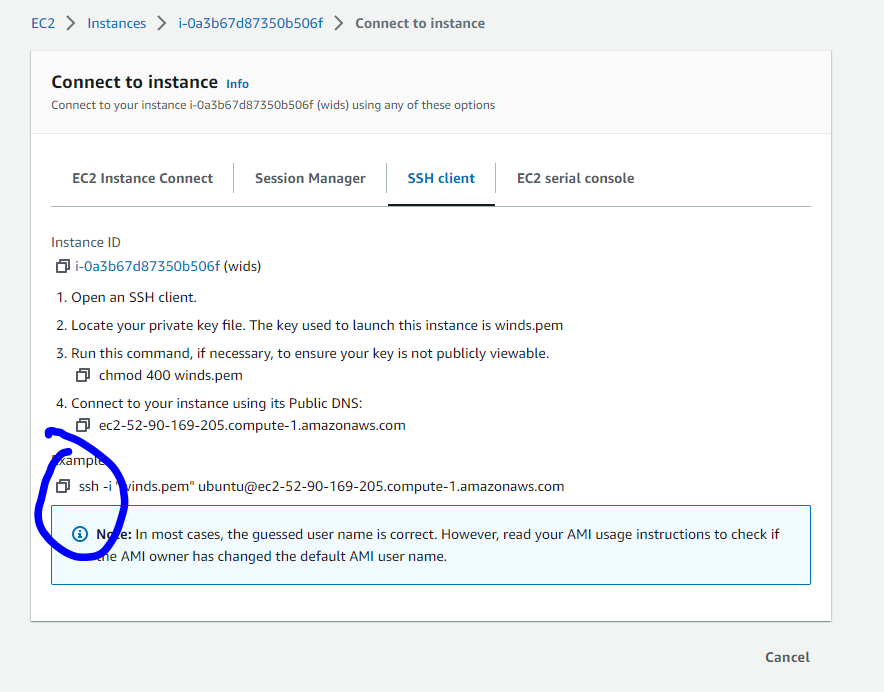 EC2 > Instances > i-0a3b67d87350b506f > Connect to instance
Connect to instance Info
Connect to your instance i-0a3b67d87350b506f (wids) using any of these options
EC2 Instance Connect Session Manager SSH client EC2 serial console
Instance ID
i-0a3b67d87350b506f (wids)
1. Open an SSH client.
2. Locate your private key file. The key used to launch this instance is winds.pem
3. Run this command, if necessary, to ensure your key is not publicly viewable.
chmod 400 winds.pem
4. Connect to your instance using its Public DNS:
ec2-52-90-169-205.compute-1.amazonaws.com
Example
ssh -i "winds.pem" ubuntu@ec2-52-90-169-205.compute-1.amazonaws.com
Note: In most cases, the guessed user name is correct. However, read your AMI usage instructions to check if
the AMI owner has changed the default AMI user name.
Cancel